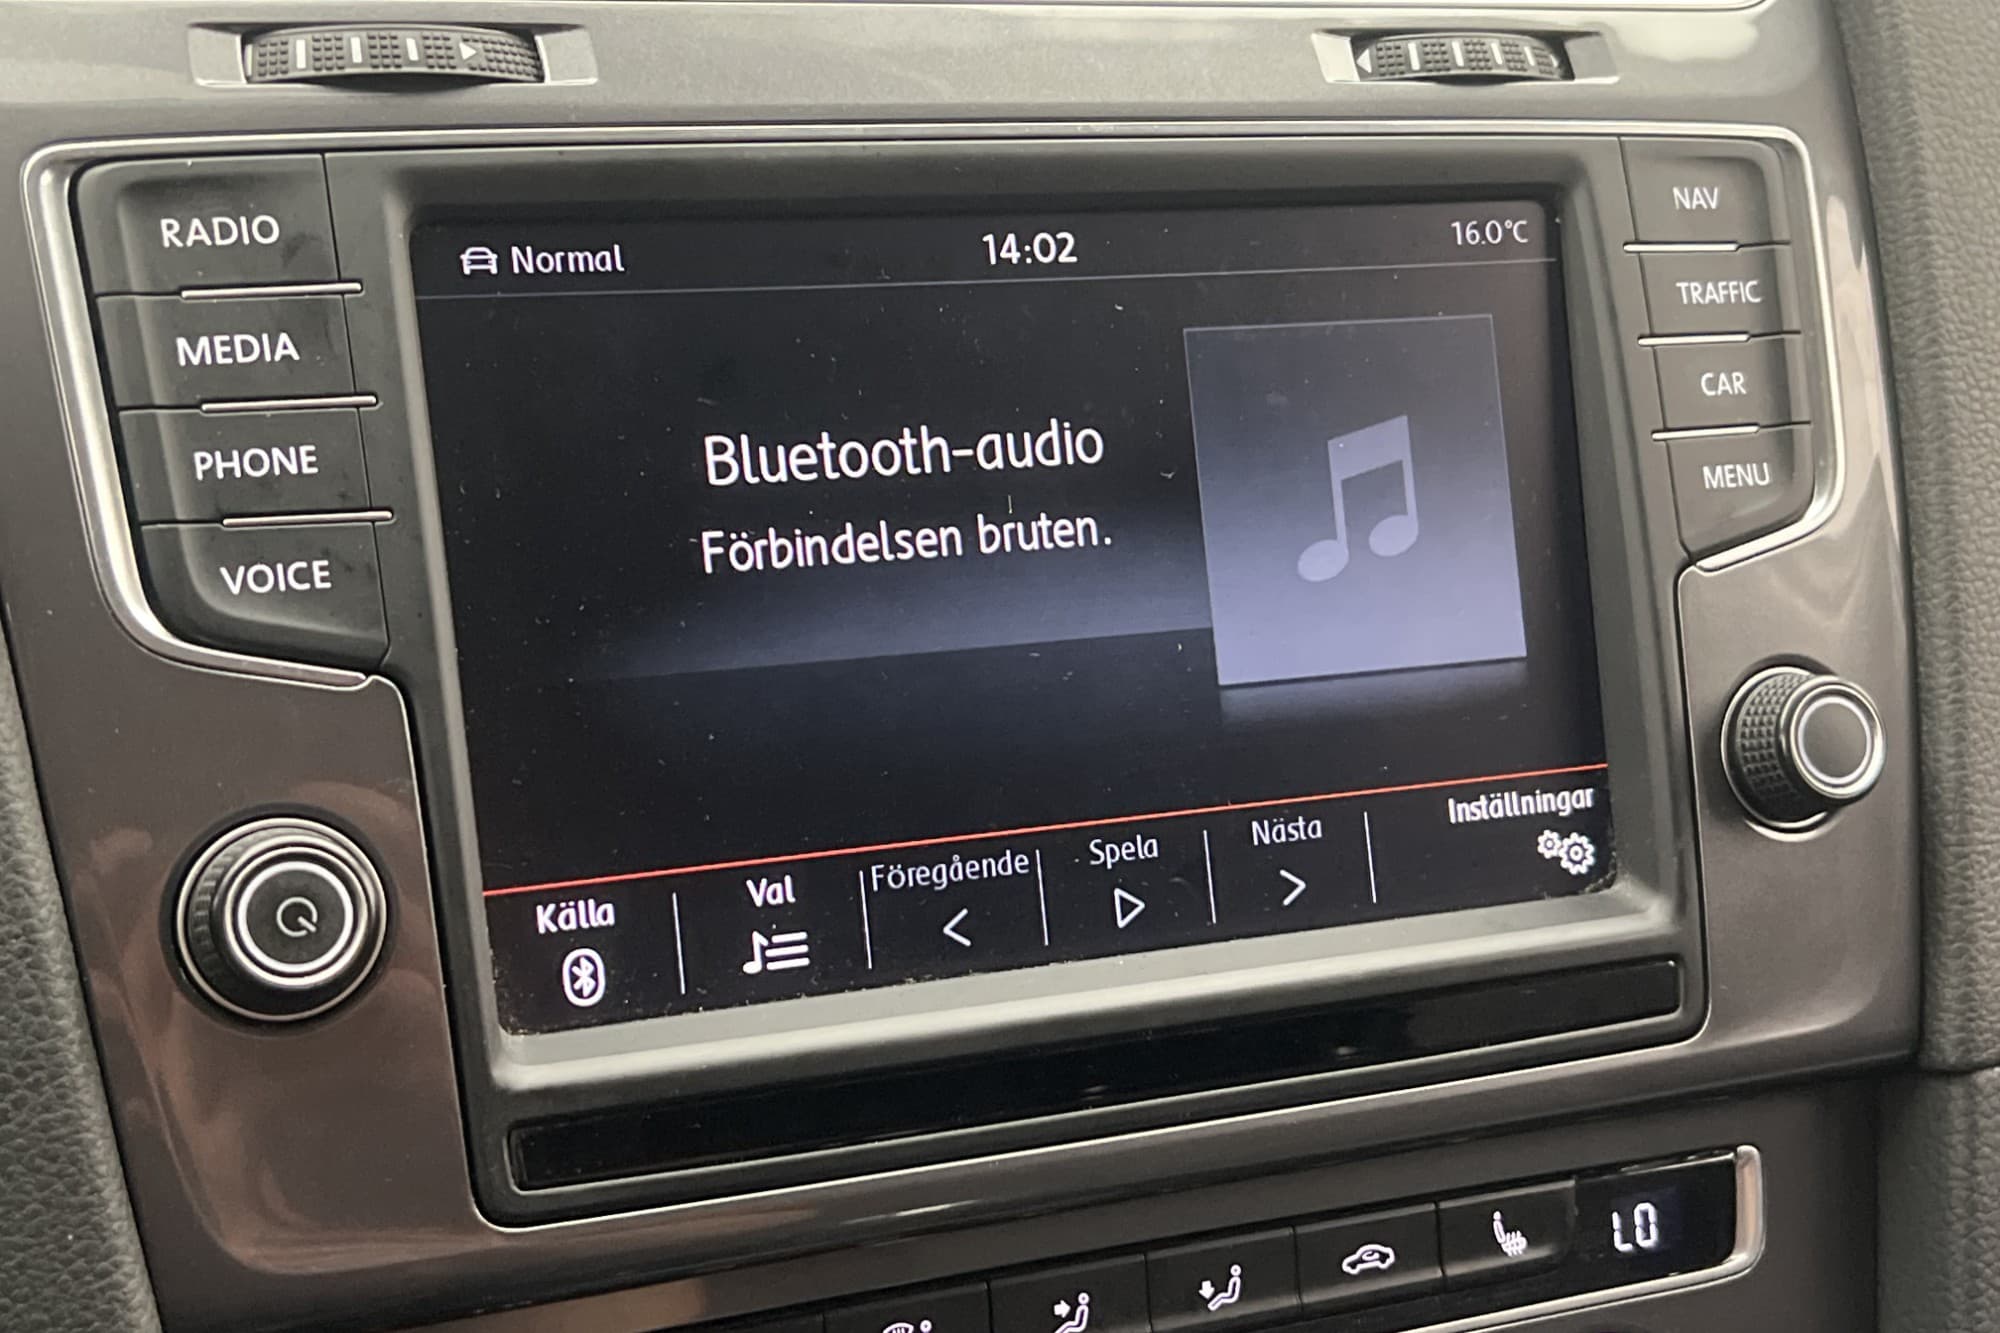 RADIO
MEDIA
PHONE
VOICE
Normal
14:02
16.0°C
Bluetooth-audio
Förbindelsen bruten.
Källa
Val
Föregående
Spela
Nästa
Inställningar
NAV
TRAFFIC
CAR
MENU
LO